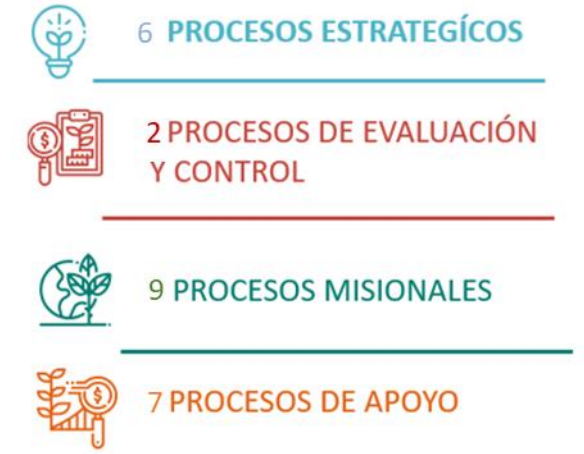 6 PROCESOS ESTRATEGÍCOS
2 PROCESOS DE EVALUACIÓN
Y CONTROL
9 PROCESOS MISIONALES
7 PROCESOS DE APOYO